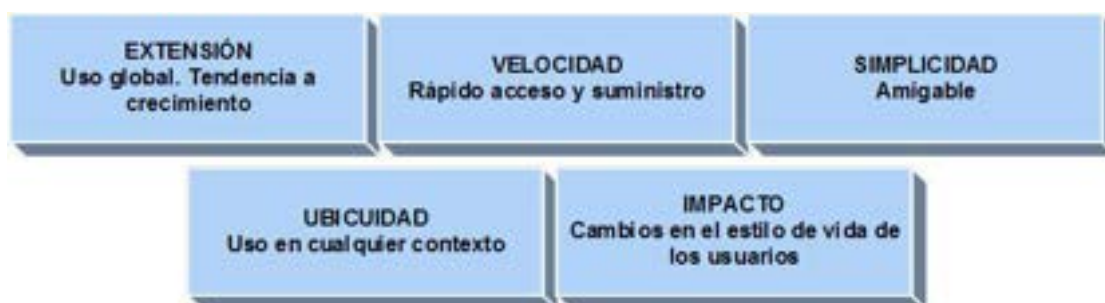 EXTENSIÓN
Uso global. Tendencia a
crecimiento
VELOCIDAD
Rápido acceso y suministro
SIMPLICIDAD
Amigable
UBICUIDAD
Uso en cualquier contexto
IMPACTO
Cambios en el estilo de vida de
los usuarios